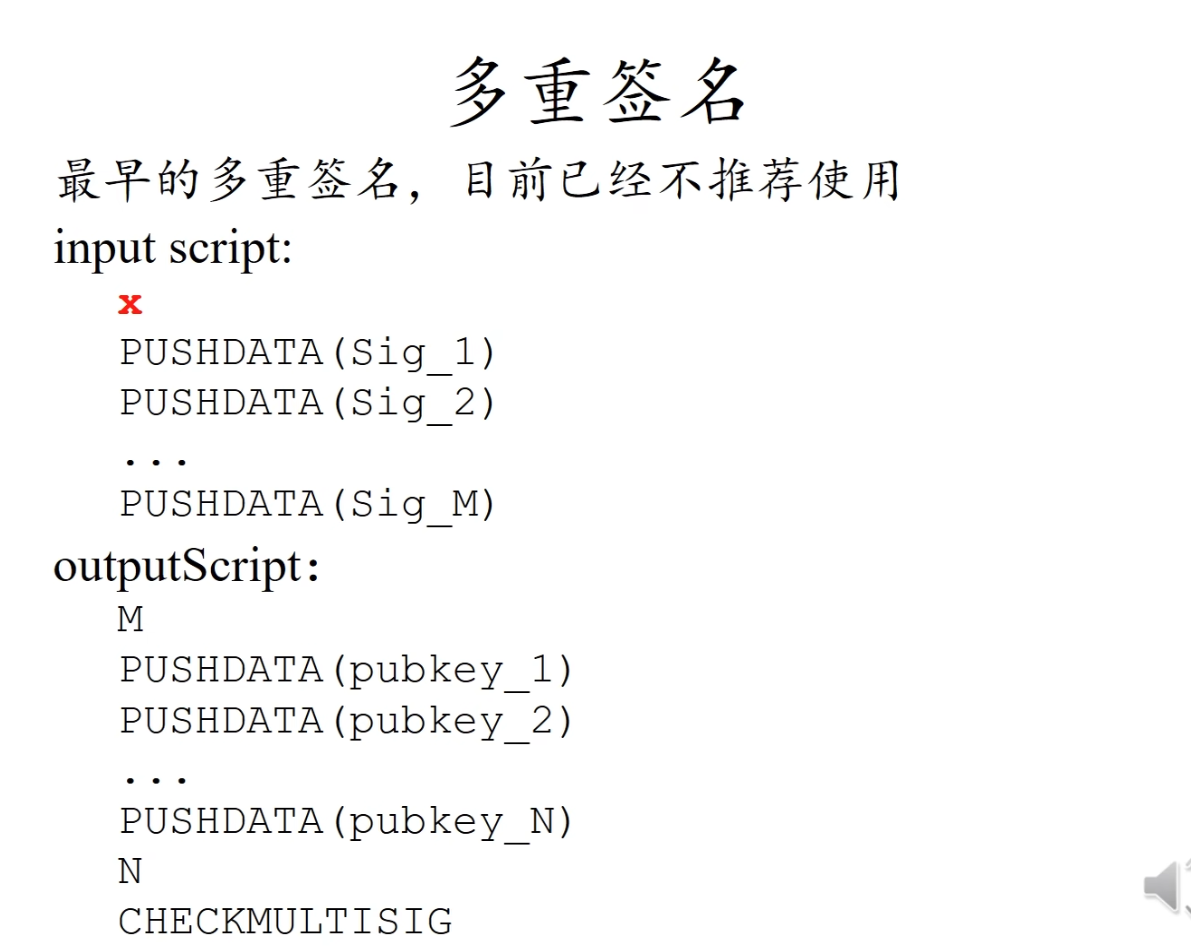 多重签名
最早的多重签名，目前已经不推荐使用
input script:
x
PUSHDATA(Sig_1)
PUSHDATA(Sig_2)
...
PUSHDATA(Sig_M)
outputScript：
M
PUSHDATA(pubkey_1)
PUSHDATA(pubkey_2)
...
PUSHDATA(pubkey_N)
N
CHECKMULTISIG